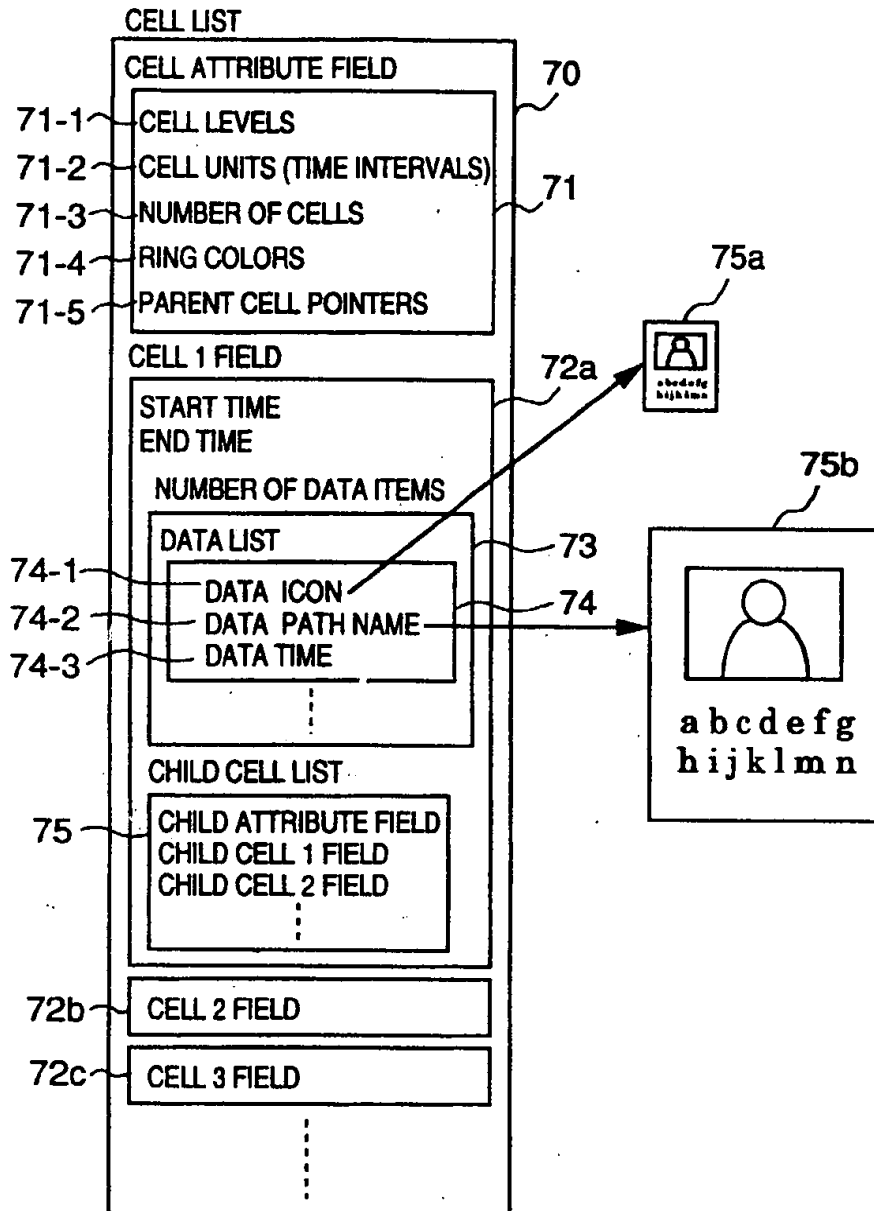 CELL LIST
CELL ATTRIBUTE FIELD
70
71-1 CELL LEVELS
71-2 CELL UNITS (TIME INTERVALS)
71
71-3 NUMBER OF CELLS
71-4 RING COLORS
71-5 PARENT CELL POINTERS
75a
abcdefg
hijklmn
CELL 1 FIELD
72a
START TIME
END TIME
NUMBER OF DATA ITEMS
75b
DATA LIST
73
74-1 DATA ICON
74
74-2 DATA PATH NAME
74-3 DATA TIME
abcdefg
hijklmn
CHILD CELL LIST
75 CHILD ATTRIBUTE FIELD
CHILD CELL 1 FIELD
CHILD CELL 2 FIELD
72b CELL 2 FIELD
72c CELL 3 FIELD